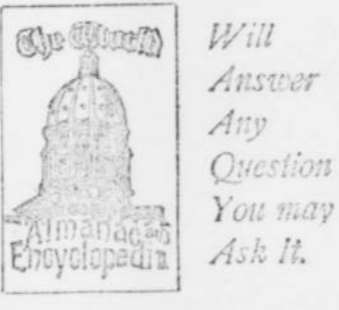 The World
Almanac and
Encyclopedia
Will
Answer
Any
Question
You may
Ask It.